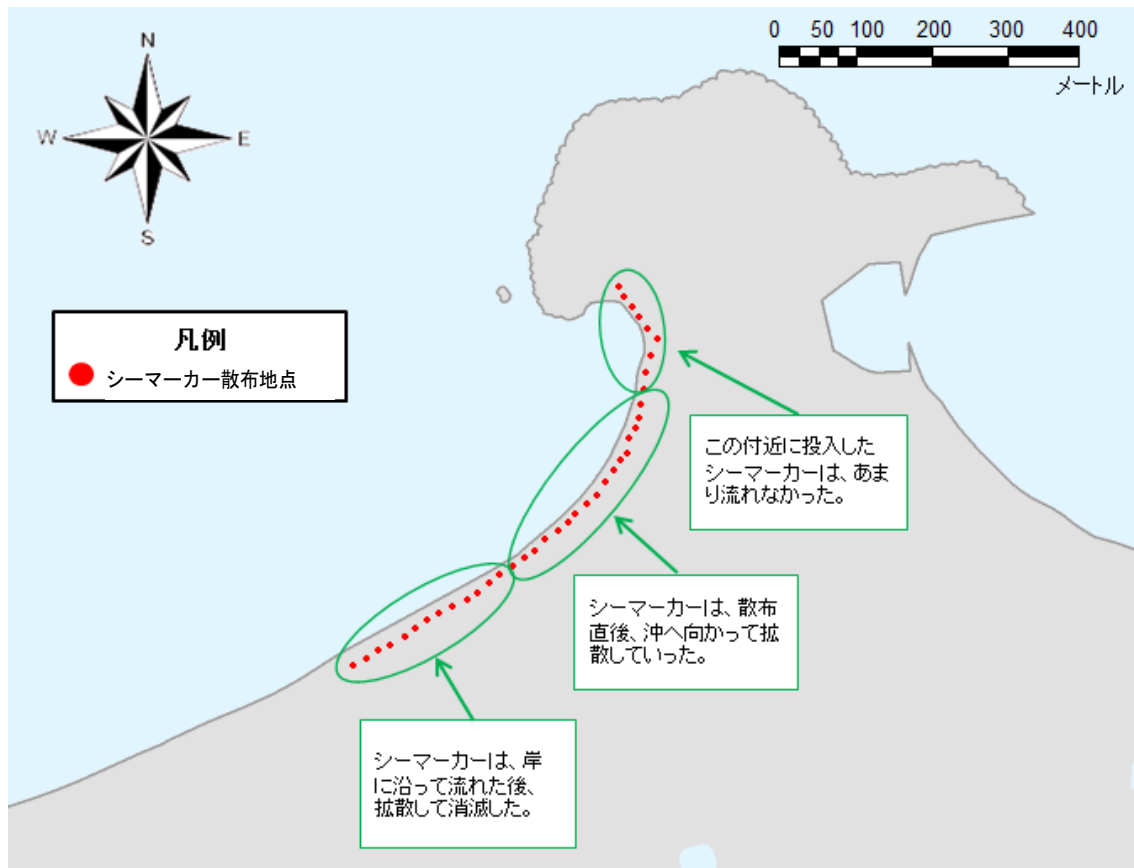 0 50 100 200 300 400
メートル
N
W E
S
凡例
シーマーカー散布地点
この付近に投入した
シーマーカーは、あま
り流れなかった。
シーマーカーは、散布
直後、沖へ向かって拡
散していった。
シーマーカーは、岸
に沿って流れた後、
拡散して消滅した。